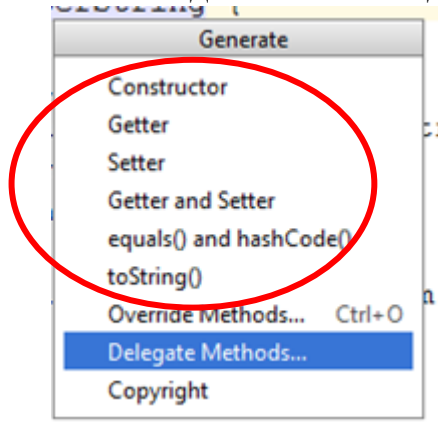 Generate
Constructor
Getter
Setter
Getter and Setter
equals() and hashCode()
toString()
Override Methods... Ctrl+O
Delegate Methods...
Copyright